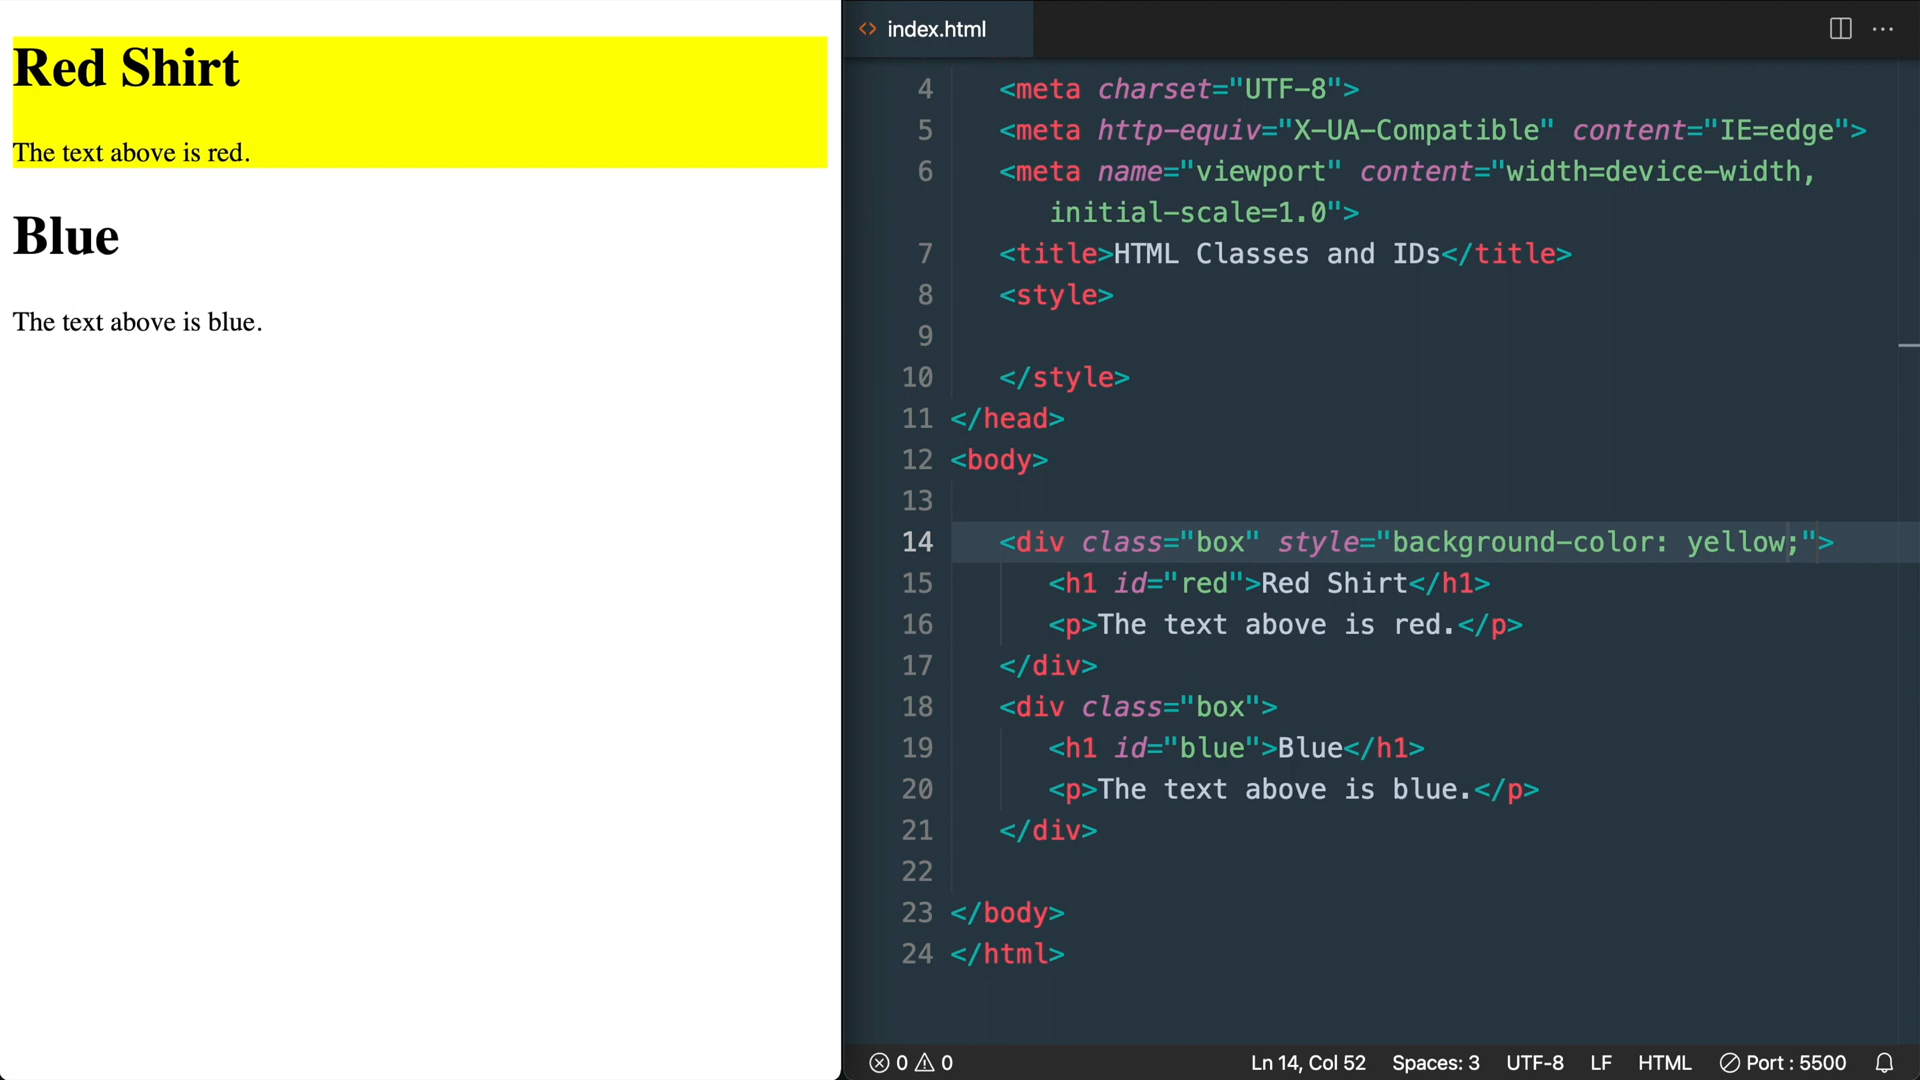 Red Shirt
The text above is red.
Blue
The text above is blue.
<> index.html
4 <meta charset="UTF-8">
5 <meta http-equiv="X-UA-Compatible" content="IE=edge">
6 <meta name="viewport" content="width=device-width,
initial-scale=1.0">
7 <title>HTML Classes and IDs</title>
8 <style>
9
10 </style>
11 </head>
12 <body>
13
14 <div class="box" style="background-color: yellow;">
15 <h1 id="red">Red Shirt</h1>
16 <p>The text above is red.</p>
17 </div>
18 <div class="box">
19 <h1 id="blue">Blue</h1>
20 <p>The text above is blue.</p>
21 </div>
22
23 </body>
24 </html>
0 0 Ln 14, Col 52 Spaces: 3 UTF-8 LF HTML Port : 5500